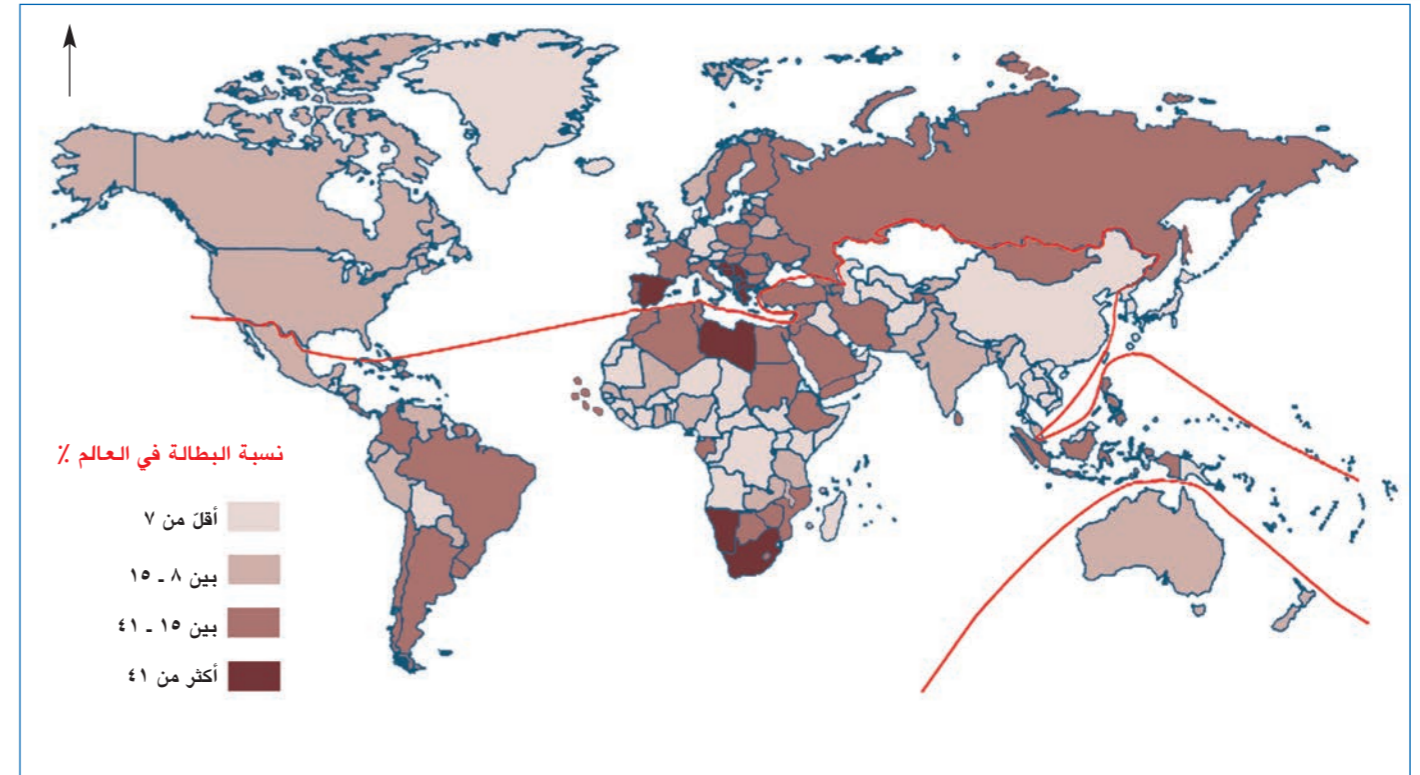 نسبة البطالة في العالم ٪
أقلّ من ٧
بين ٨ ـ ١٥
بين ١٥ ـ ٤١
أكثر من ٤١